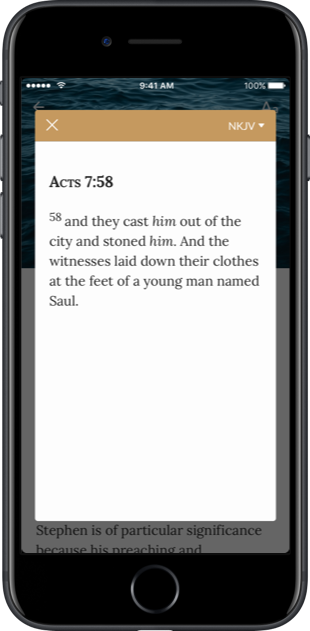 9:41 AM
100%
NKJV
Acts 7:58
58 and they cast him out of the
city and stoned him. And the
witnesses laid down their clothes
at the feet of a young man named
Saul.
Stephen is of particular significance
because his preaching and